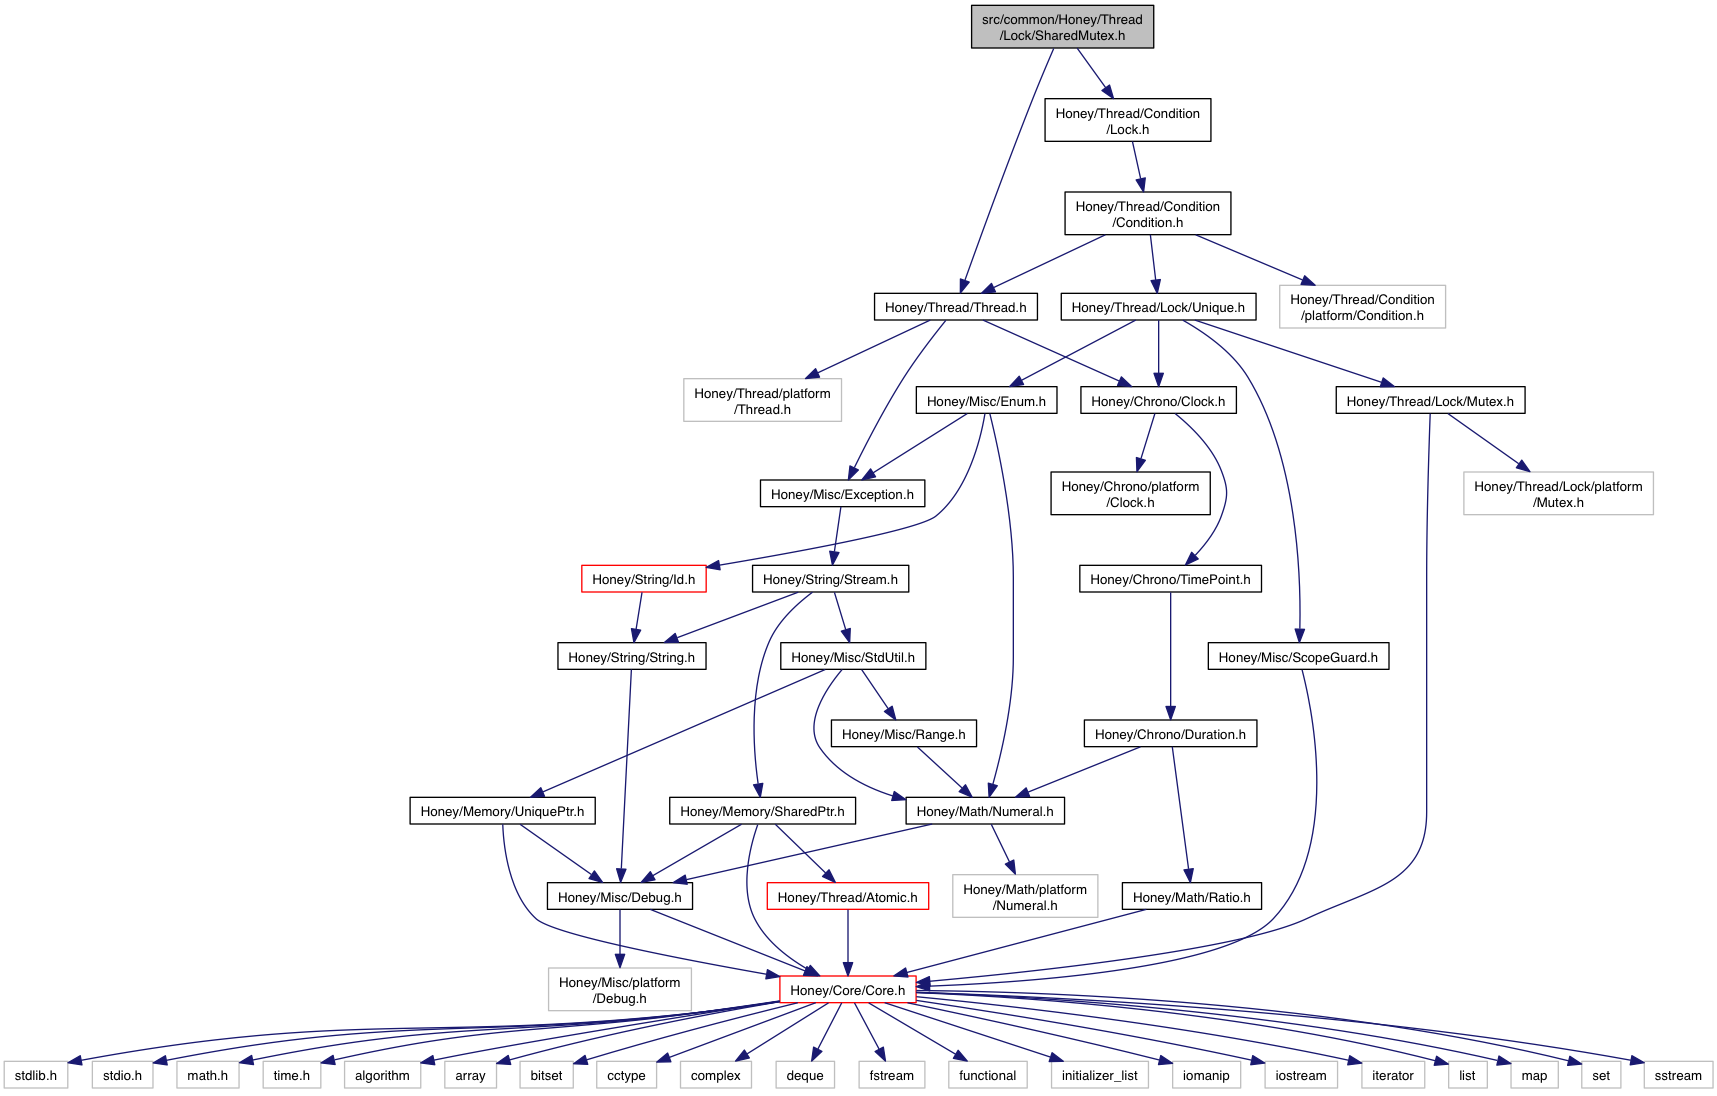 src/common/Honey/Thread
/Lock/SharedMutex.h
Honey/Thread/Condition
/Lock.h
Honey/Thread/Condition
/Condition.h
Honey/Thread/Thread.h
Honey/Thread/Lock/Unique.h
Honey/Thread/Condition
/platform/Condition.h
Honey/Thread/platform
/Thread.h
Honey/Misc/Enum.h
Honey/Chrono/Clock.h
Honey/Thread/Lock/Mutex.h
Honey/Misc/Exception.h
Honey/Chrono/platform
/Clock.h
Honey/Thread/Lock/platform
/Mutex.h
Honey/String/Id.h
Honey/String/Stream.h
Honey/Chrono/TimePoint.h
Honey/String/String.h
Honey/Misc/StdUtil.h
Honey/Misc/ScopeGuard.h
Honey/Misc/Range.h
Honey/Chrono/Duration.h
Honey/Memory/UniquePtr.h
Honey/Memory/SharedPtr.h
Honey/Math/Numeral.h
Honey/Misc/Debug.h
Honey/Thread/Atomic.h
Honey/Math/platform
/Numeral.h
Honey/Math/Ratio.h
Honey/Misc/platform
/Debug.h
Honey/Core/Core.h
stdlib.h
stdio.h
math.h
time.h
algorithm
array
bitset
cctype
complex
deque
fstream
functional
initializer_list
iomanip
iostream
iterator
list
map
set
sstream